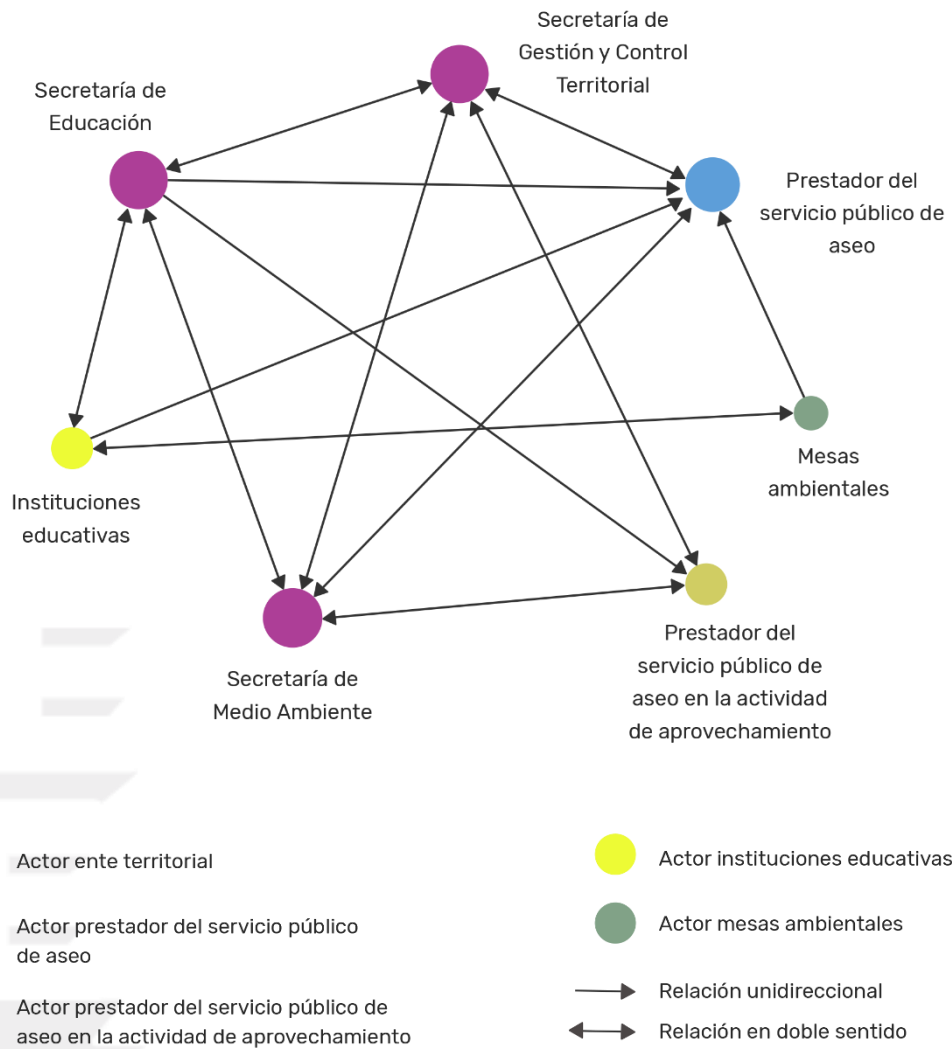 Secretaría de
Gestión y Control
Territorial
Secretaría de
Educación
Prestador del
servicio público de
aseo
Mesas
ambientales
Instituciones
educativas
Prestador del
servicio público de
aseo en la actividad
de aprovechamiento
Secretaría de
Medio Ambiente
Actor ente territorial
Actor prestador del servicio público
de aseo
Actor prestador del servicio público de
aseo en la actividad de aprovechamiento
Actor instituciones educativas
Actor mesas ambientales
Relación unidireccional
Relación en doble sentido